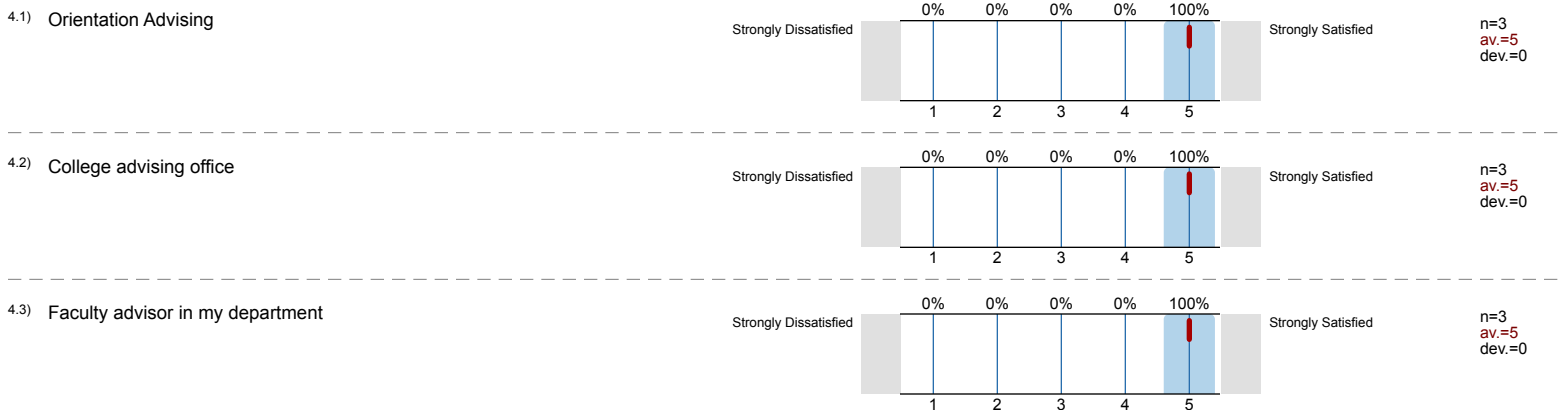 4.1) Orientation Advising
0% 0% 0% 0% 100%
Strongly Dissatisfied Strongly Satisfied
n=3
av.=5
dev.=0
1 2 3 4 5
4.2) College advising office
0% 0% 0% 0% 100%
Strongly Dissatisfied Strongly Satisfied
n=3
av.=5
dev.=0
1 2 3 4 5
4.3) Faculty advisor in my department
0% 0% 0% 0% 100%
Strongly Dissatisfied Strongly Satisfied
n=3
av.=5
dev.=0
1 2 3 4 5